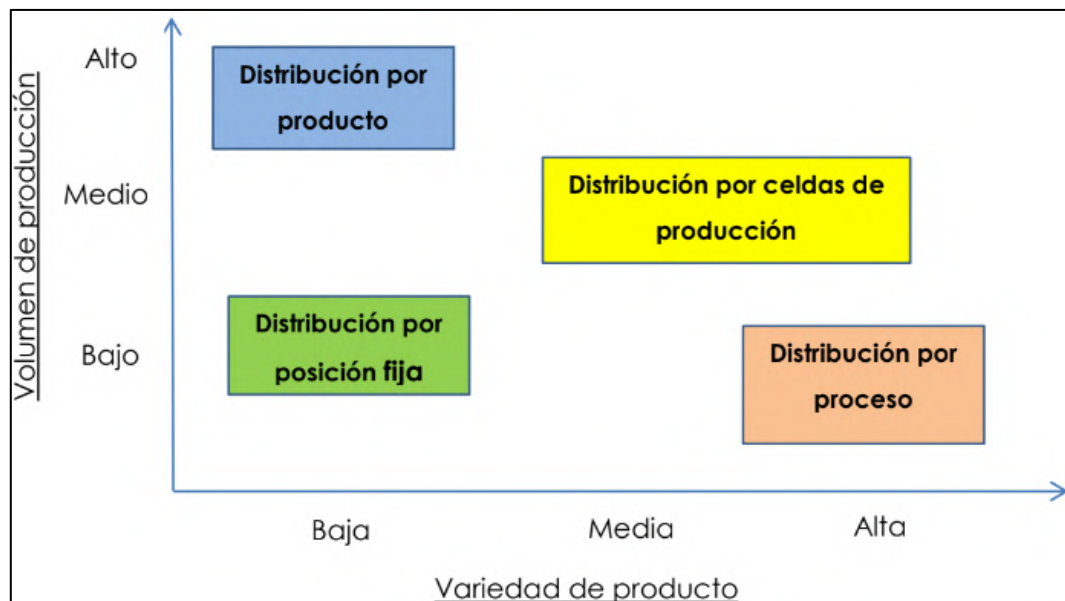 Volumen de producción
Alto
Medio
Bajo
Distribución por
producto
Distribución por celdas de
producción
Distribución por
posición fija
Distribución por
proceso
Baja
Media
Alta
Variedad de producto